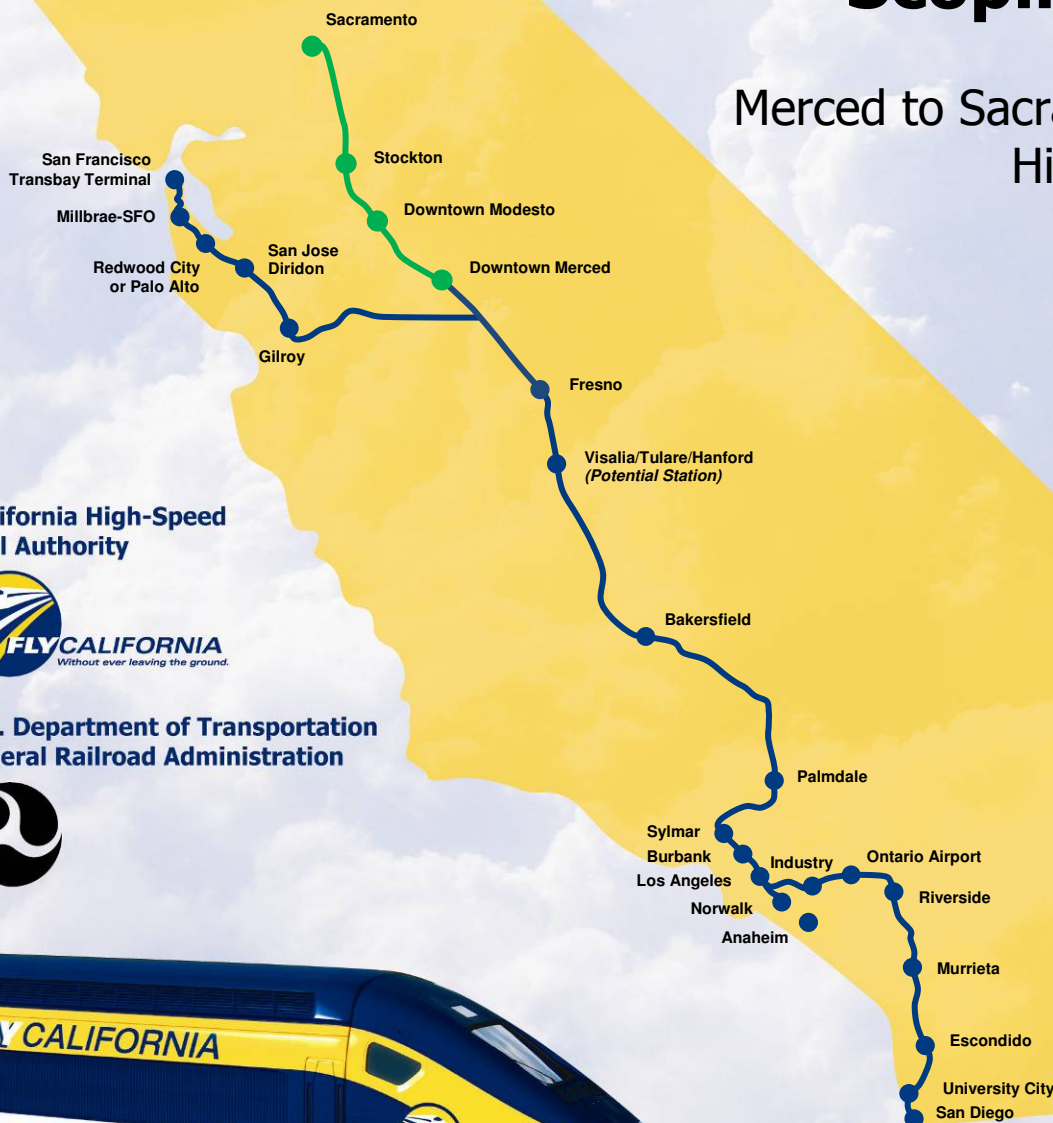 Merced to Sacr
Hi
Sacramento
Stockton
San Francisco
Transbay Terminal
Millbrae-SFO
Downtown Modesto
Redwood City
or Palo Alto
San Jose
Diridon
Downtown Merced
Gilroy
Fresno
Visalia/Tulare/Hanford
(Potential Station)
ifornia High-Speed
l Authority
FLYCALIFORNIA
Without ever leaving the ground.
Bakersfield
. Department of Transportation
eral Railroad Administration
Palmdale
Sylmar
Burbank
Los Angeles
Industry
Ontario Airport
Norwalk
Riverside
Anaheim
Murrieta
Escondido
University City
San Diego
Y CALIFORNIA